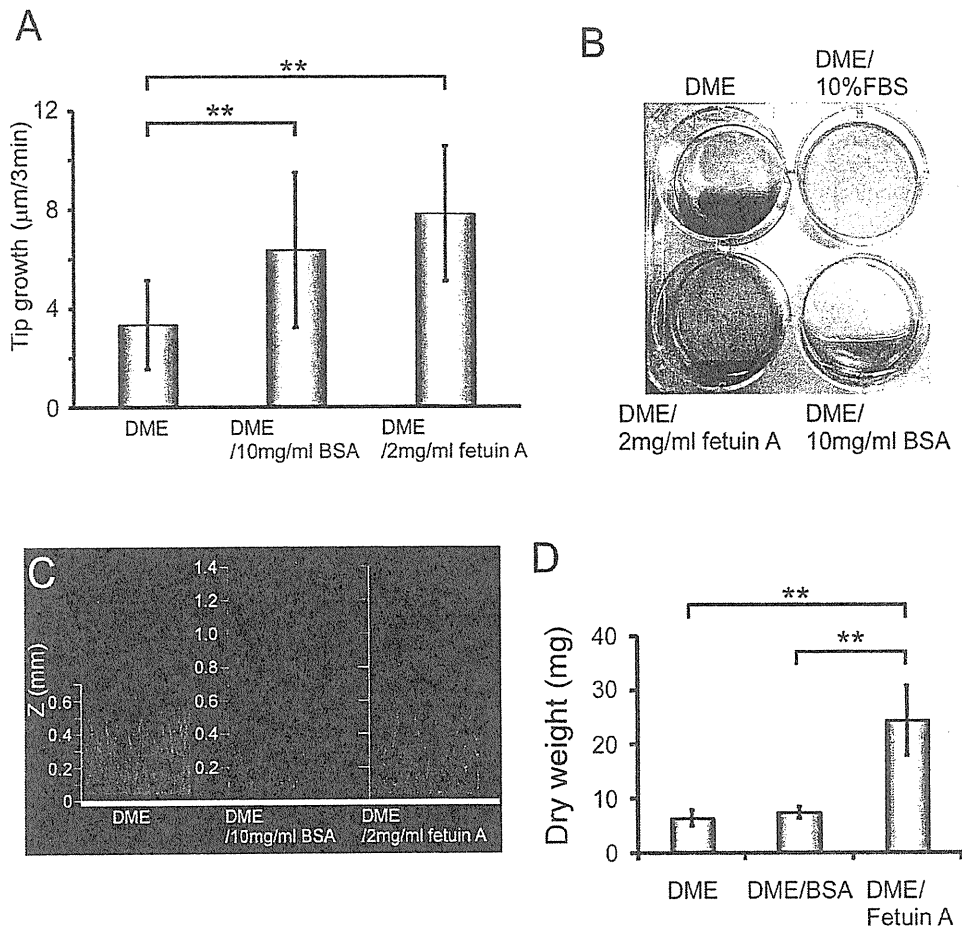 A
**
**
12
8
4
0
Tip growth (μm/3min)
DME
DME
/10mg/ml BSA
DME
/2mg/ml fetuin A
B
DME
DME/
10%FBS
DME/
2mg/ml fetuin A
DME/
10mg/ml BSA
C
Z (mm)
0.6
0.4
0.2
0
1.4
1.2
1.0
0.8
0.6
0.4
0.2
DME
DME
/10mg/ml BSA
DME
/2mg/ml fetuin A
D
**
**
40
30
20
10
0
Dry weight (mg)
DME
DME/BSA
DME/
Fetuin A